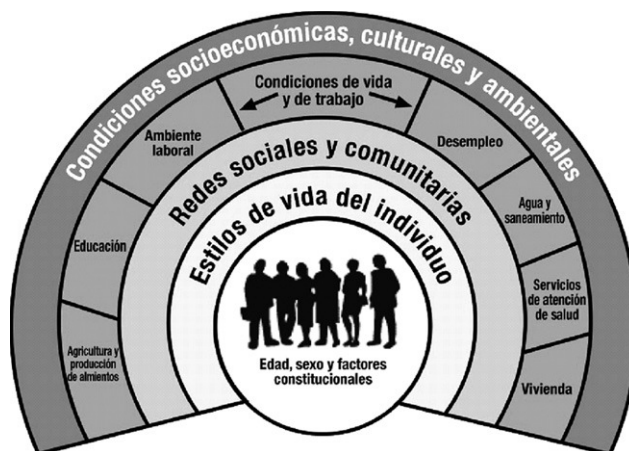 Condiciones socioeconómicas, culturales y ambientales
Condiciones de vida
y de trabajo
Ambiente
laboral
Desempleo
Redes sociales y comunitarias
Agua y
saneamiento
Educación
Estilos de vida del individuo
Servicios
de atención
de salud
Agricultura y
producción
de almientos
Edad, sexo y factores
constitucionales
Vivienda